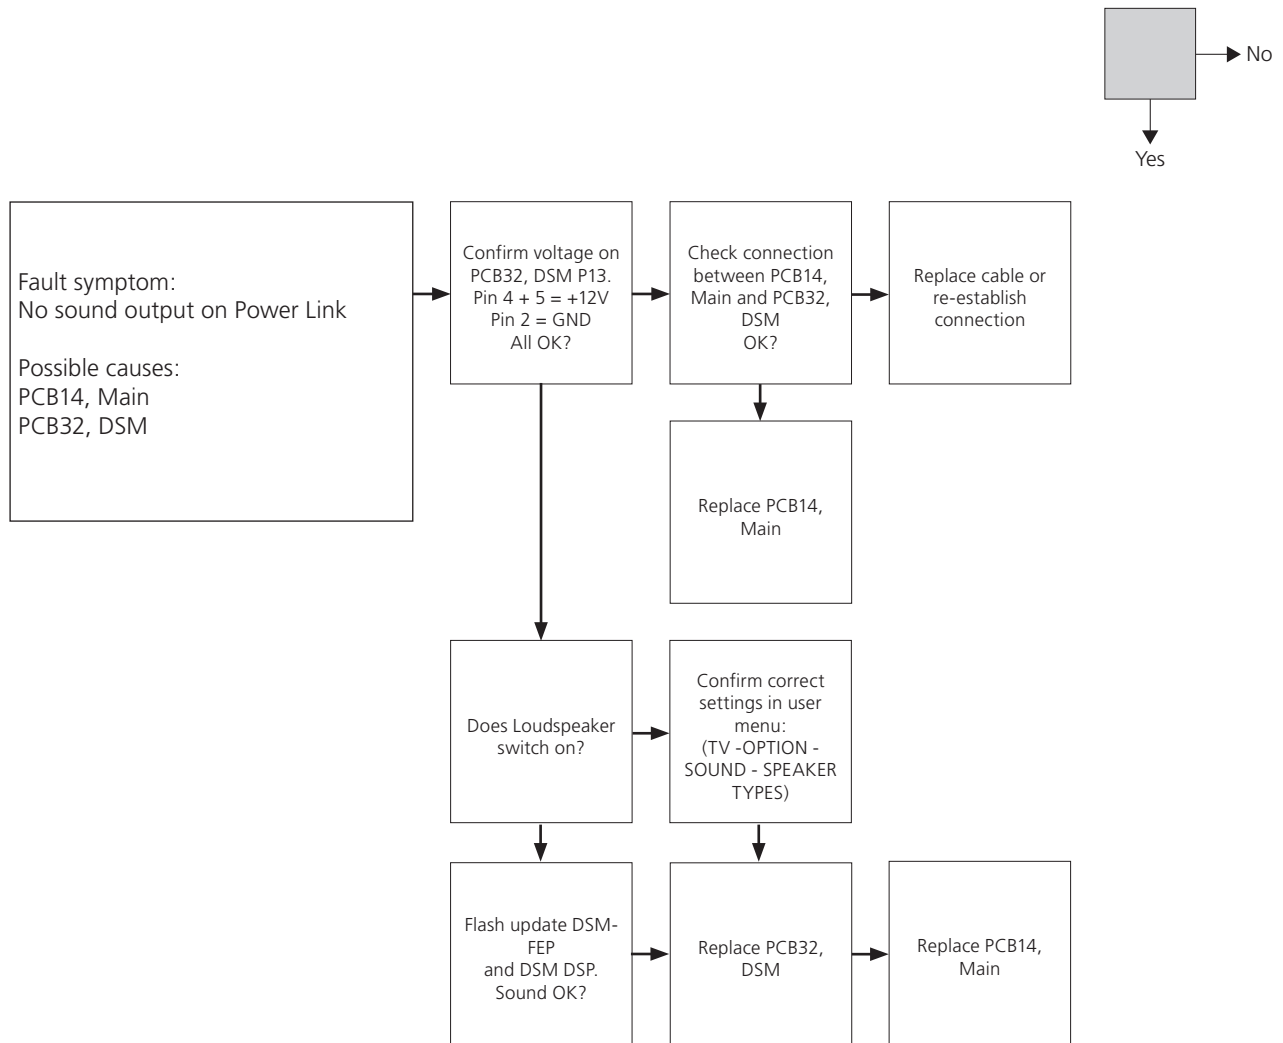 No
Yes
Fault symptom:
No sound output on Power Link
Possible causes:
PCB14, Main
PCB32, DSM
Confirm voltage on
PCB32, DSM P13.
Pin 4 + 5 = +12V
Pin 2 = GND
All OK?
Check connection
between PCB14,
Main and PCB32,
DSM
OK?
Replace cable or
re-establish
connection
Replace PCB14,
Main
Does Loudspeaker
switch on?
Confirm correct
settings in user
menu:
(TV -OPTION -
SOUND - SPEAKER
TYPES)
Flash update DSM-
FEP
and DSM DSP.
Sound OK?
Replace PCB32,
DSM
Replace PCB14,
Main